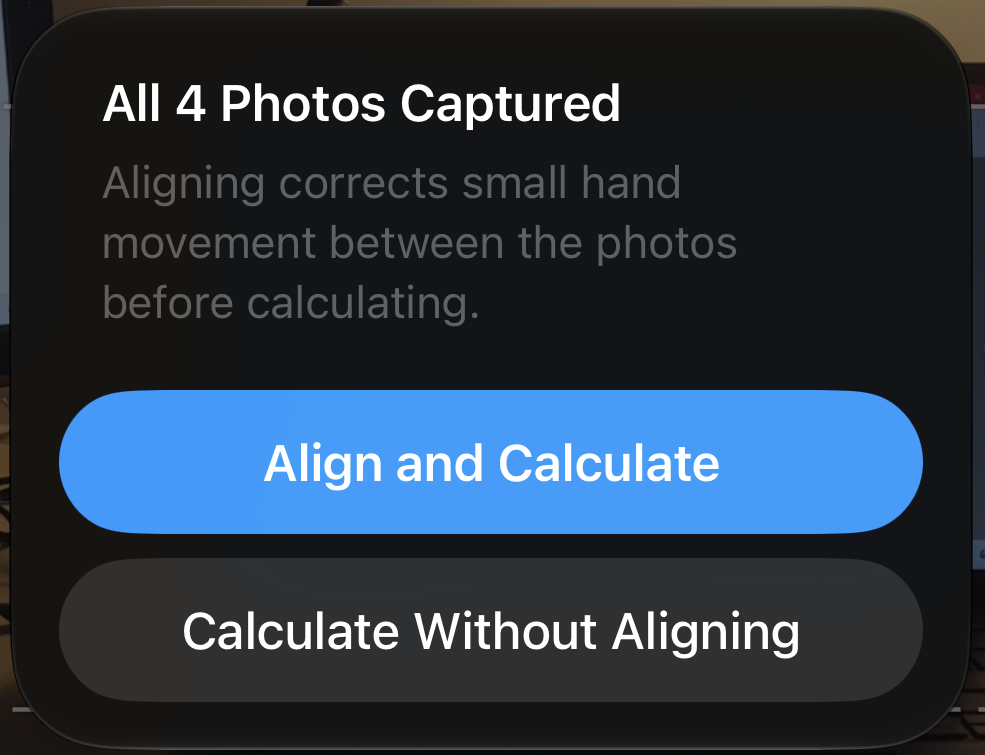 All 4 Photos Captured
Aligning corrects small hand
movement between the photos
before calculating.
Align and Calculate
Calculate Without Aligning